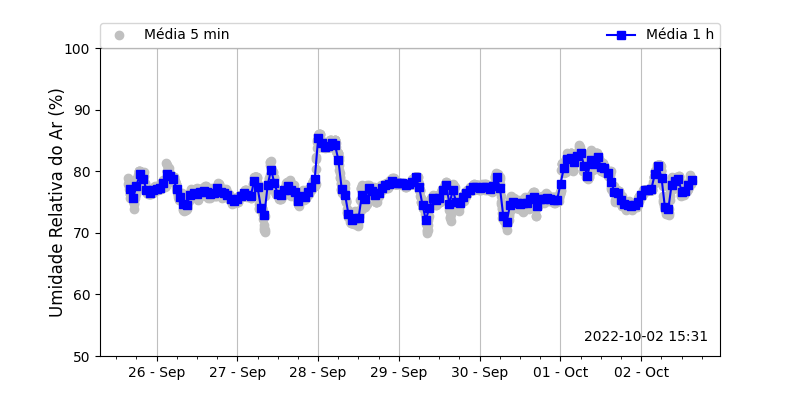 Média 5 min
Média 1 h
Umidade Relativa do Ar (%)
100
90
80
70
60
50
2022-10-02 15:31
26 - Sep
27 - Sep
28 - Sep
29 - Sep
30 - Sep
01 - Oct
02 - Oct